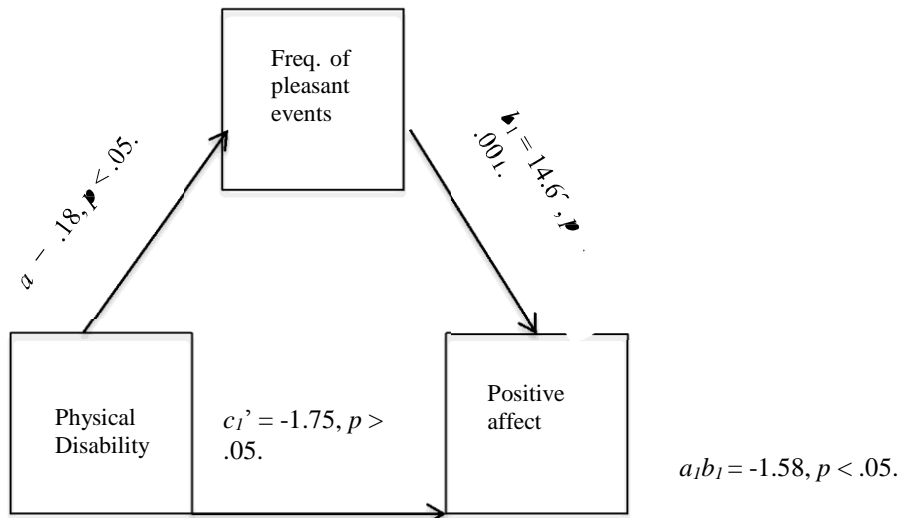 Freq. of
pleasant
events
a .18, p < .05.
= 14.6 , p
.001.
Physical
Disability
c1’ = -1.75, p >
.05.
Positive
affect
a1b1 = -1.58, p < .05.